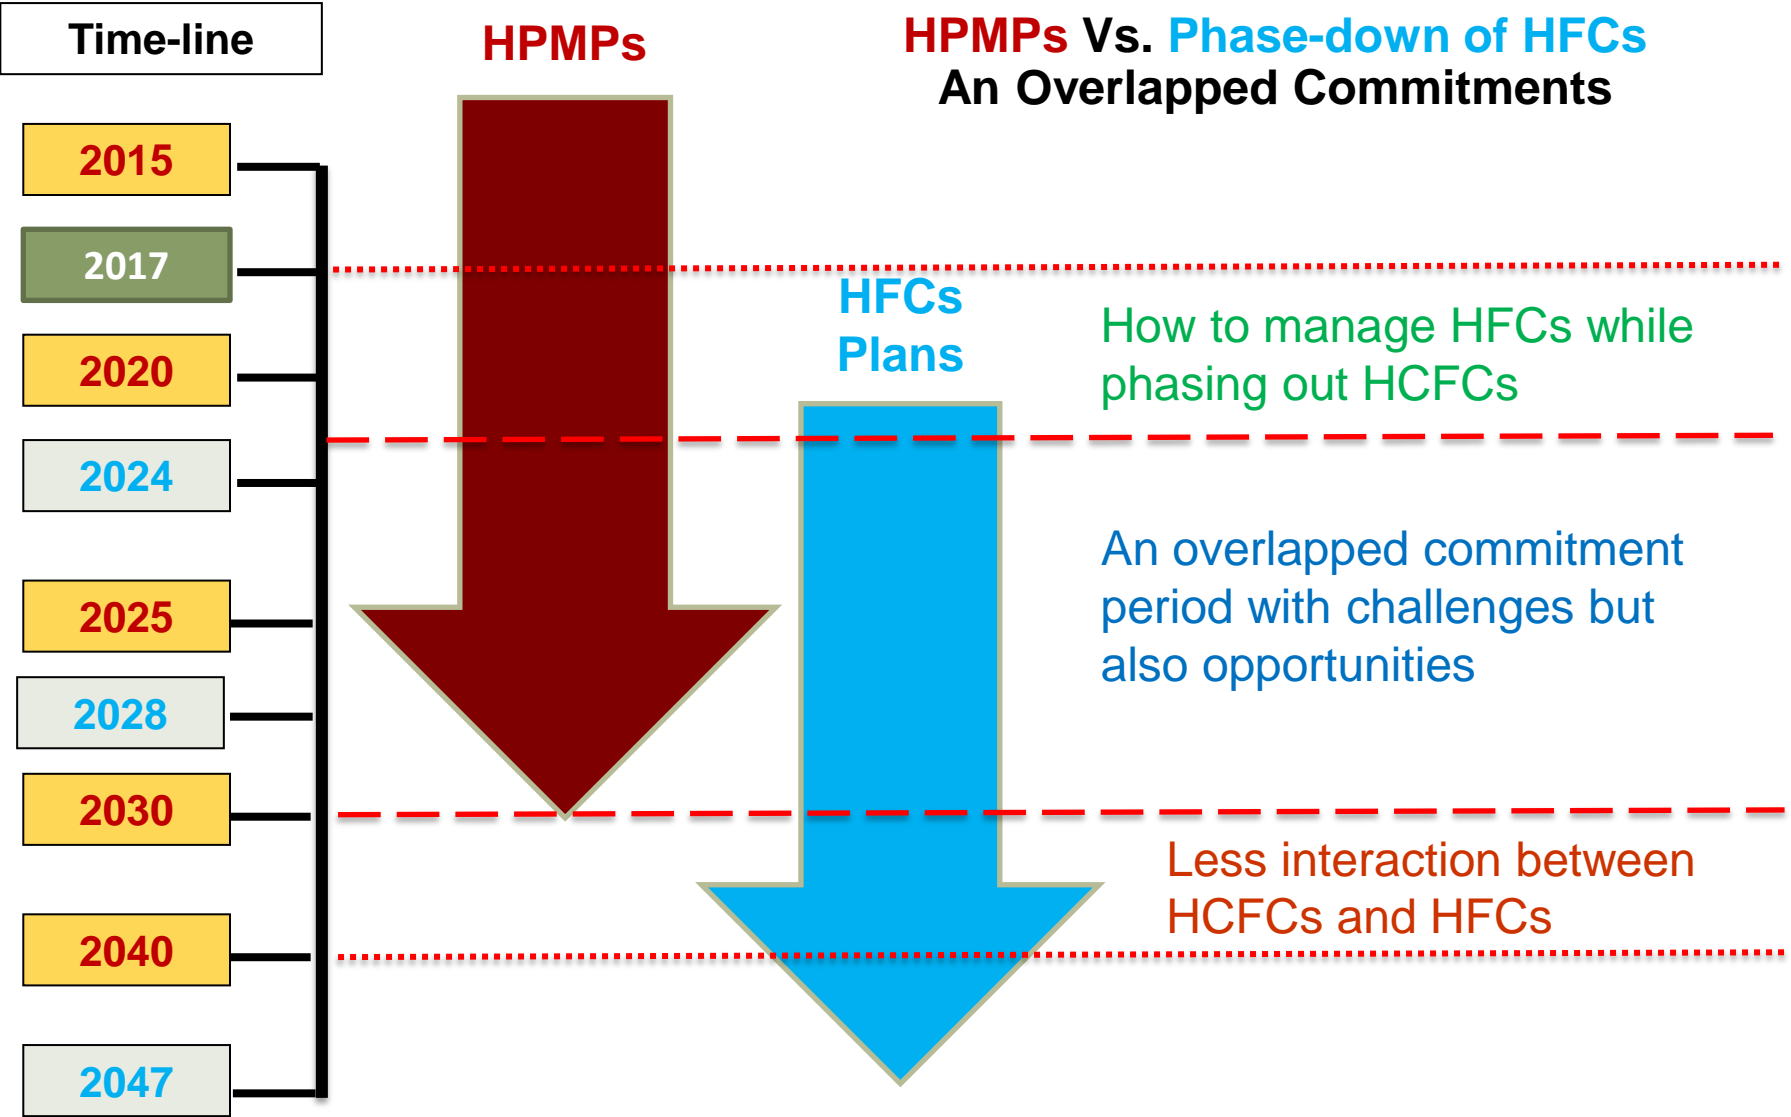 Time-line
HPMPs
HPMPs Vs. Phase-down of HFCs
An Overlapped Commitments
2015
2017
2020
2024
2025
2028
2030
2040
2047
HFCs
Plans
How to manage HFCs while
phasing out HCFCs
An overlapped commitment
period with challenges but
also opportunities
Less interaction between
HCFCs and HFCs